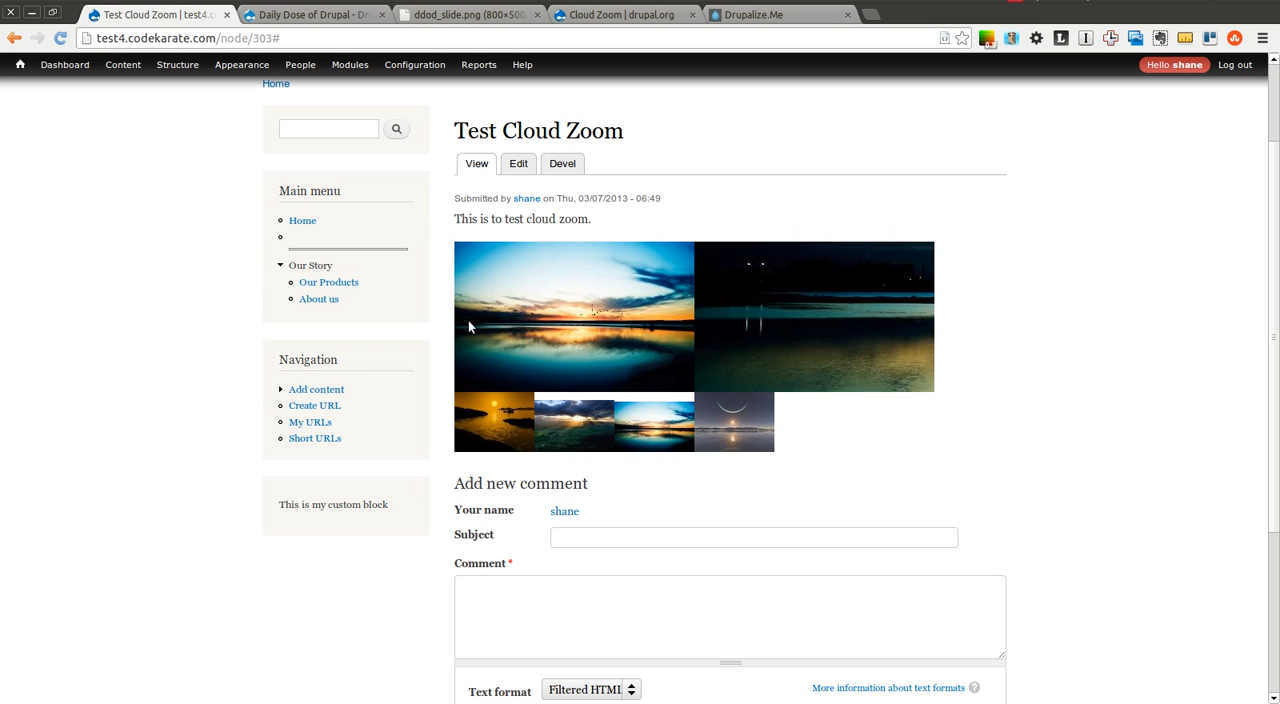 Test Cloud Zoom | test4.c
Daily Dose of Drupal - Dr
ddod_slide.png (800×500
Cloud Zoom | drupal.org
Drupalize.Me
test4.codekarate.com/node/303#
Dashboard Content Structure Appearance People Modules Configuration Reports Help
Hello shane Log out
Home
Main menu
Home
Our Story
Our Products
About us
Navigation
Add content
Create URL
My URLs
Short URLs
This is my custom block
Test Cloud Zoom
View Edit Devel
Submitted by shane on Thu, 03/07/2013 - 06:49
This is to test cloud zoom.
Add new comment
Your name shane
Subject
Comment *
Text format Filtered HTML
More information about text formats ?